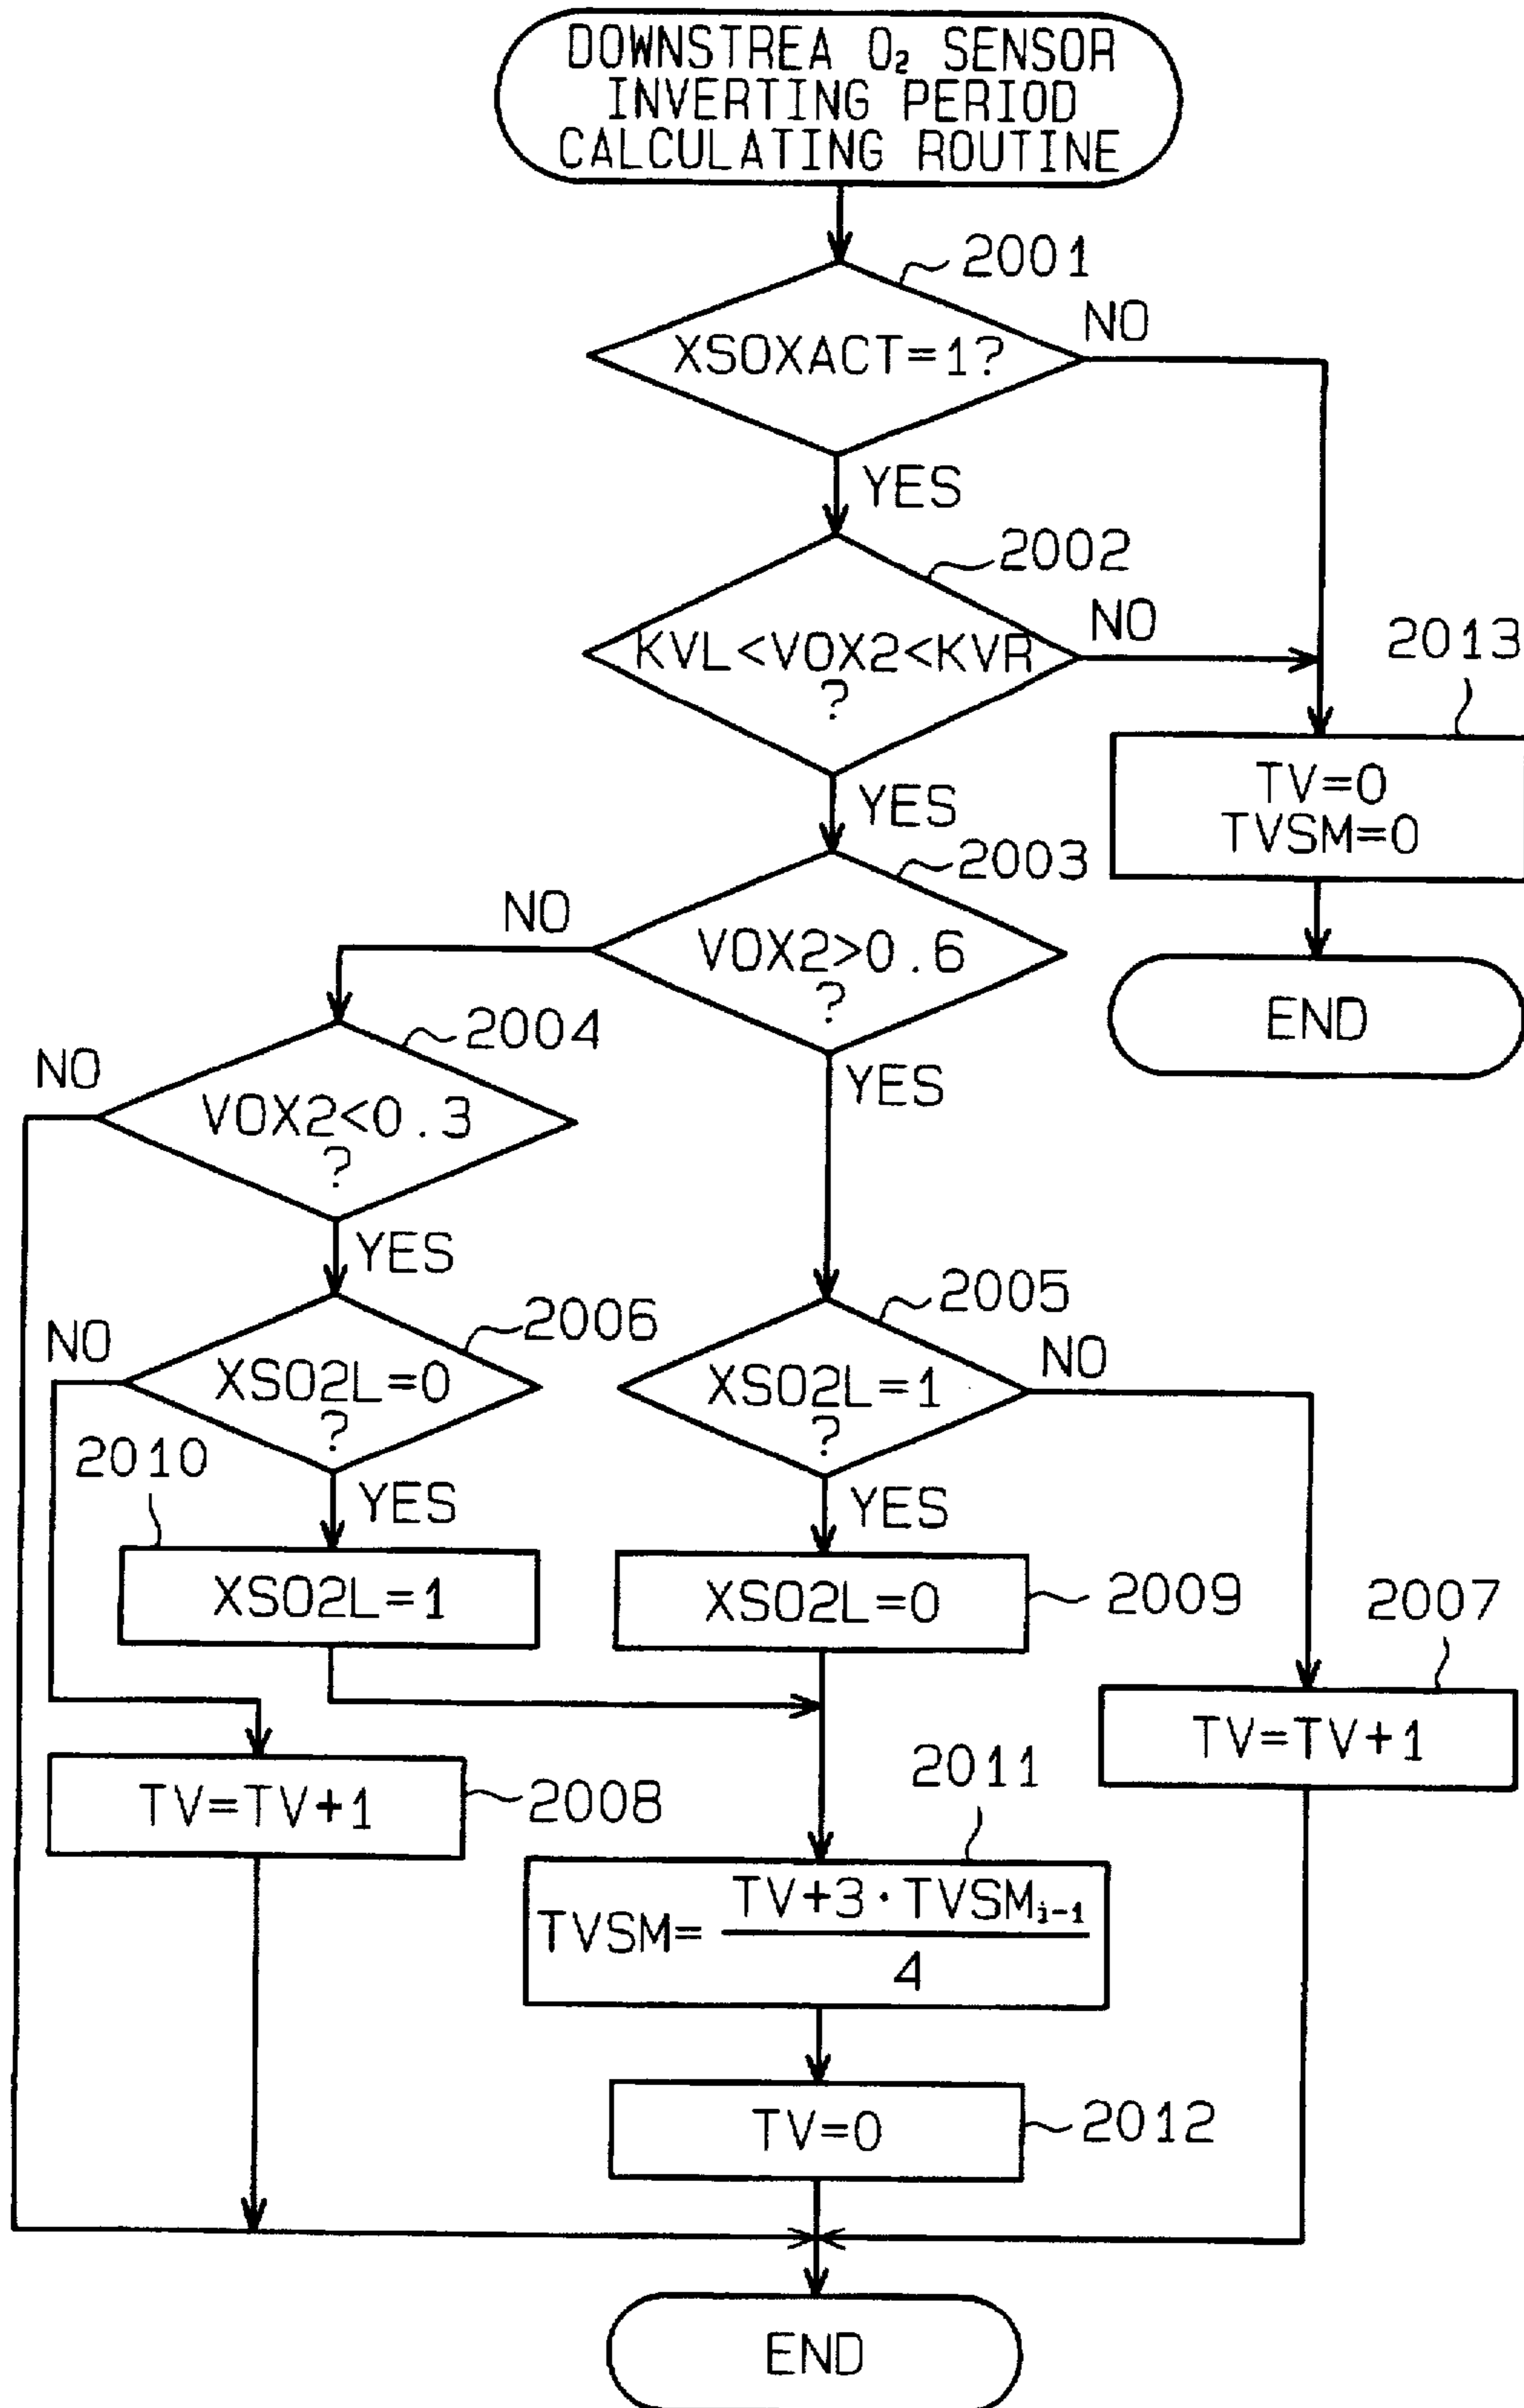 DOWNSTREA O₂ SENSOR
INVERTING PERIOD
CALCULATING ROUTINE
2001
XSOXACT=1?
NO
YES
2002
KVL<VOX2<KVR
?
NO
2013
TV=0
TVSM=0
YES
END
2003
VOX2>0.6
?
NO
YES
2004
VOX2<0.3
?
NO
YES
2005
XSO2L=1
?
NO
2006
XSO2L=0
?
NO
YES
YES
2010
XSO2L=1
XSO2L=0
2009
2007
TV=TV+1
TV=TV+1
2008
2011
TVSM=
TV+3·TVSMᵢ₋₁
4
TV=0
2012
END